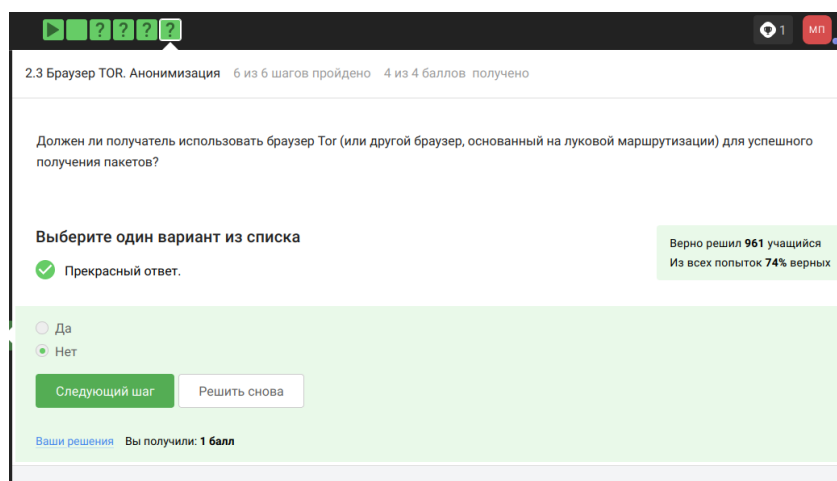 ? ? ? ?
1
МП
2.3 Браузер TOR. Анонимизация 6 из 6 шагов пройдено 4 из 4 баллов получено
Должен ли получатель использовать браузер Tor (или другой браузер, основанный на луковой маршрутизации) для успешного
получения пакетов?
Выберите один вариант из списка
Верно решил 961 учащийся
Из всех попыток 74% верных
Прекрасный ответ.
Да
Нет
Следующий шаг Решить снова
Ваши решения Вы получили: 1 балл